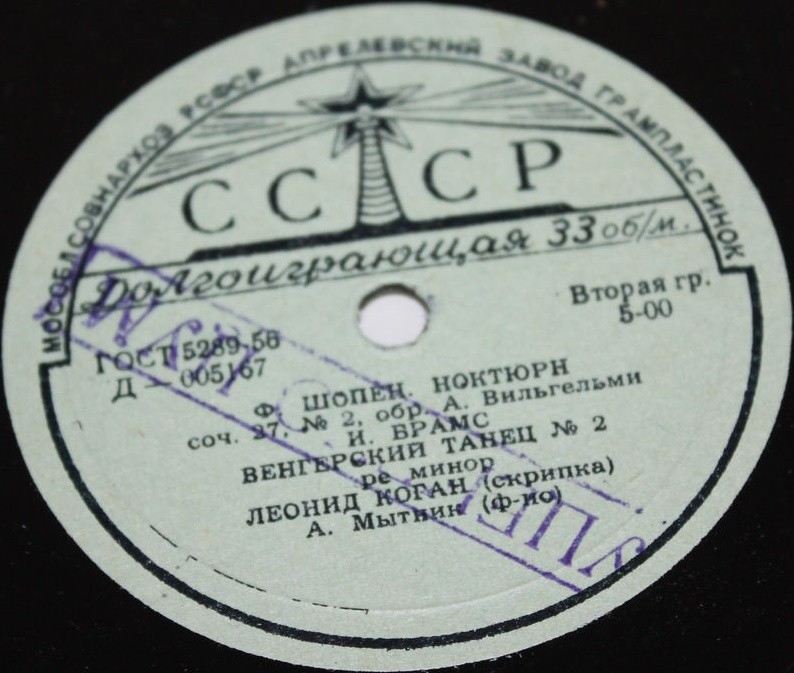 МОСОБЛСОВНАРХОЗ РСФСР АПРЕЛЕВСКИЙ ЗАВОД ГРАМПЛАСТИНОК
СССР
Долгоиграющая 33 об/м.
Вторая гр.
5-00
ГОСТ 5289-56
Д — 005167
Ф. ШОПЕН. НОКТЮРН
соч. 27, № 2, обр. А. Вильгельми
И. БРАМС
ВЕНГЕРСКИЙ ТАНЕЦ № 2
ре минор
ЛЕОНИД КОГАН (скрипка)
А. Мытник (ф-но)